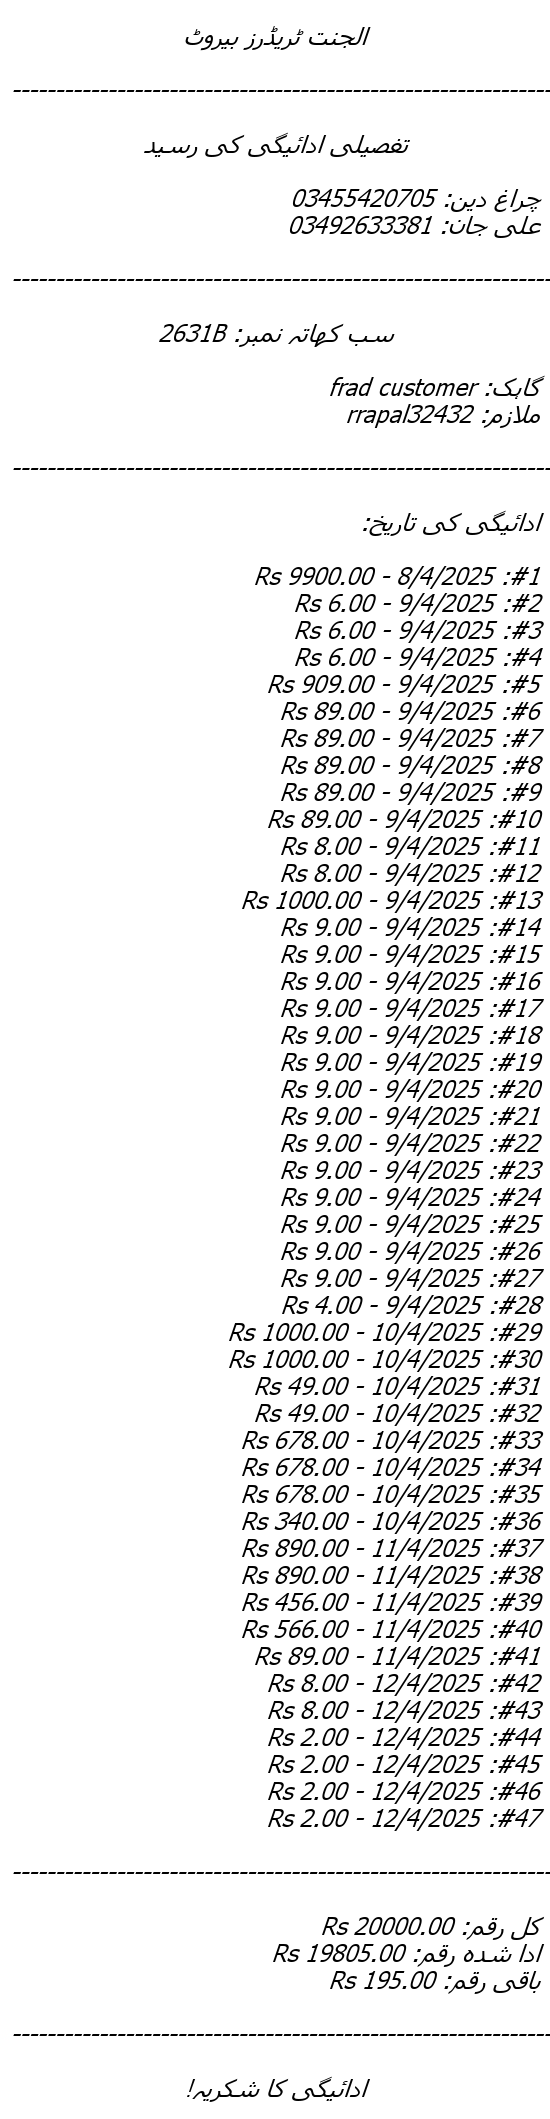 الجنت ٹریڈرز بیروٹ
--------------------------------------------------------------
تفصیلی ادائیگی کی رسید
چراغ دین: 03455420705
علی جان: 03492633381
--------------------------------------------------------------
سب کھاتہ نمبر: 2631B
گاہک: frad customer
ملازم: rrapal32432
--------------------------------------------------------------
ادائیگی کی تاریخ:
#1: 8/4/2025 - Rs 9900.00
#2: 9/4/2025 - Rs 6.00
#3: 9/4/2025 - Rs 6.00
#4: 9/4/2025 - Rs 6.00
#5: 9/4/2025 - Rs 909.00
#6: 9/4/2025 - Rs 89.00
#7: 9/4/2025 - Rs 89.00
#8: 9/4/2025 - Rs 89.00
#9: 9/4/2025 - Rs 89.00
#10: 9/4/2025 - Rs 89.00
#11: 9/4/2025 - Rs 8.00
#12: 9/4/2025 - Rs 8.00
#13: 9/4/2025 - Rs 1000.00
#14: 9/4/2025 - Rs 9.00
#15: 9/4/2025 - Rs 9.00
#16: 9/4/2025 - Rs 9.00
#17: 9/4/2025 - Rs 9.00
#18: 9/4/2025 - Rs 9.00
#19: 9/4/2025 - Rs 9.00
#20: 9/4/2025 - Rs 9.00
#21: 9/4/2025 - Rs 9.00
#22: 9/4/2025 - Rs 9.00
#23: 9/4/2025 - Rs 9.00
#24: 9/4/2025 - Rs 9.00
#25: 9/4/2025 - Rs 9.00
#26: 9/4/2025 - Rs 9.00
#27: 9/4/2025 - Rs 9.00
#28: 9/4/2025 - Rs 4.00
#29: 10/4/2025 - Rs 1000.00
#30: 10/4/2025 - Rs 1000.00
#31: 10/4/2025 - Rs 49.00
#32: 10/4/2025 - Rs 49.00
#33: 10/4/2025 - Rs 678.00
#34: 10/4/2025 - Rs 678.00
#35: 10/4/2025 - Rs 678.00
#36: 10/4/2025 - Rs 340.00
#37: 11/4/2025 - Rs 890.00
#38: 11/4/2025 - Rs 890.00
#39: 11/4/2025 - Rs 456.00
#40: 11/4/2025 - Rs 566.00
#41: 11/4/2025 - Rs 89.00
#42: 12/4/2025 - Rs 8.00
#43: 12/4/2025 - Rs 8.00
#44: 12/4/2025 - Rs 2.00
#45: 12/4/2025 - Rs 2.00
#46: 12/4/2025 - Rs 2.00
#47: 12/4/2025 - Rs 2.00
--------------------------------------------------------------
کل رقم: Rs 20000.00
ادا شدہ رقم: Rs 19805.00
باقی رقم: Rs 195.00
--------------------------------------------------------------
ادائیگی کا شکریہ!